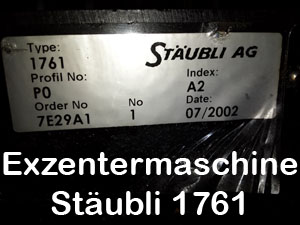 Type:
STÄUBLI AG
1761
Profil No:
Index:
P0
A2
Order No
No
Date:
7E29A1
1
07/2002
Exzentermaschine
Stäubli 1761